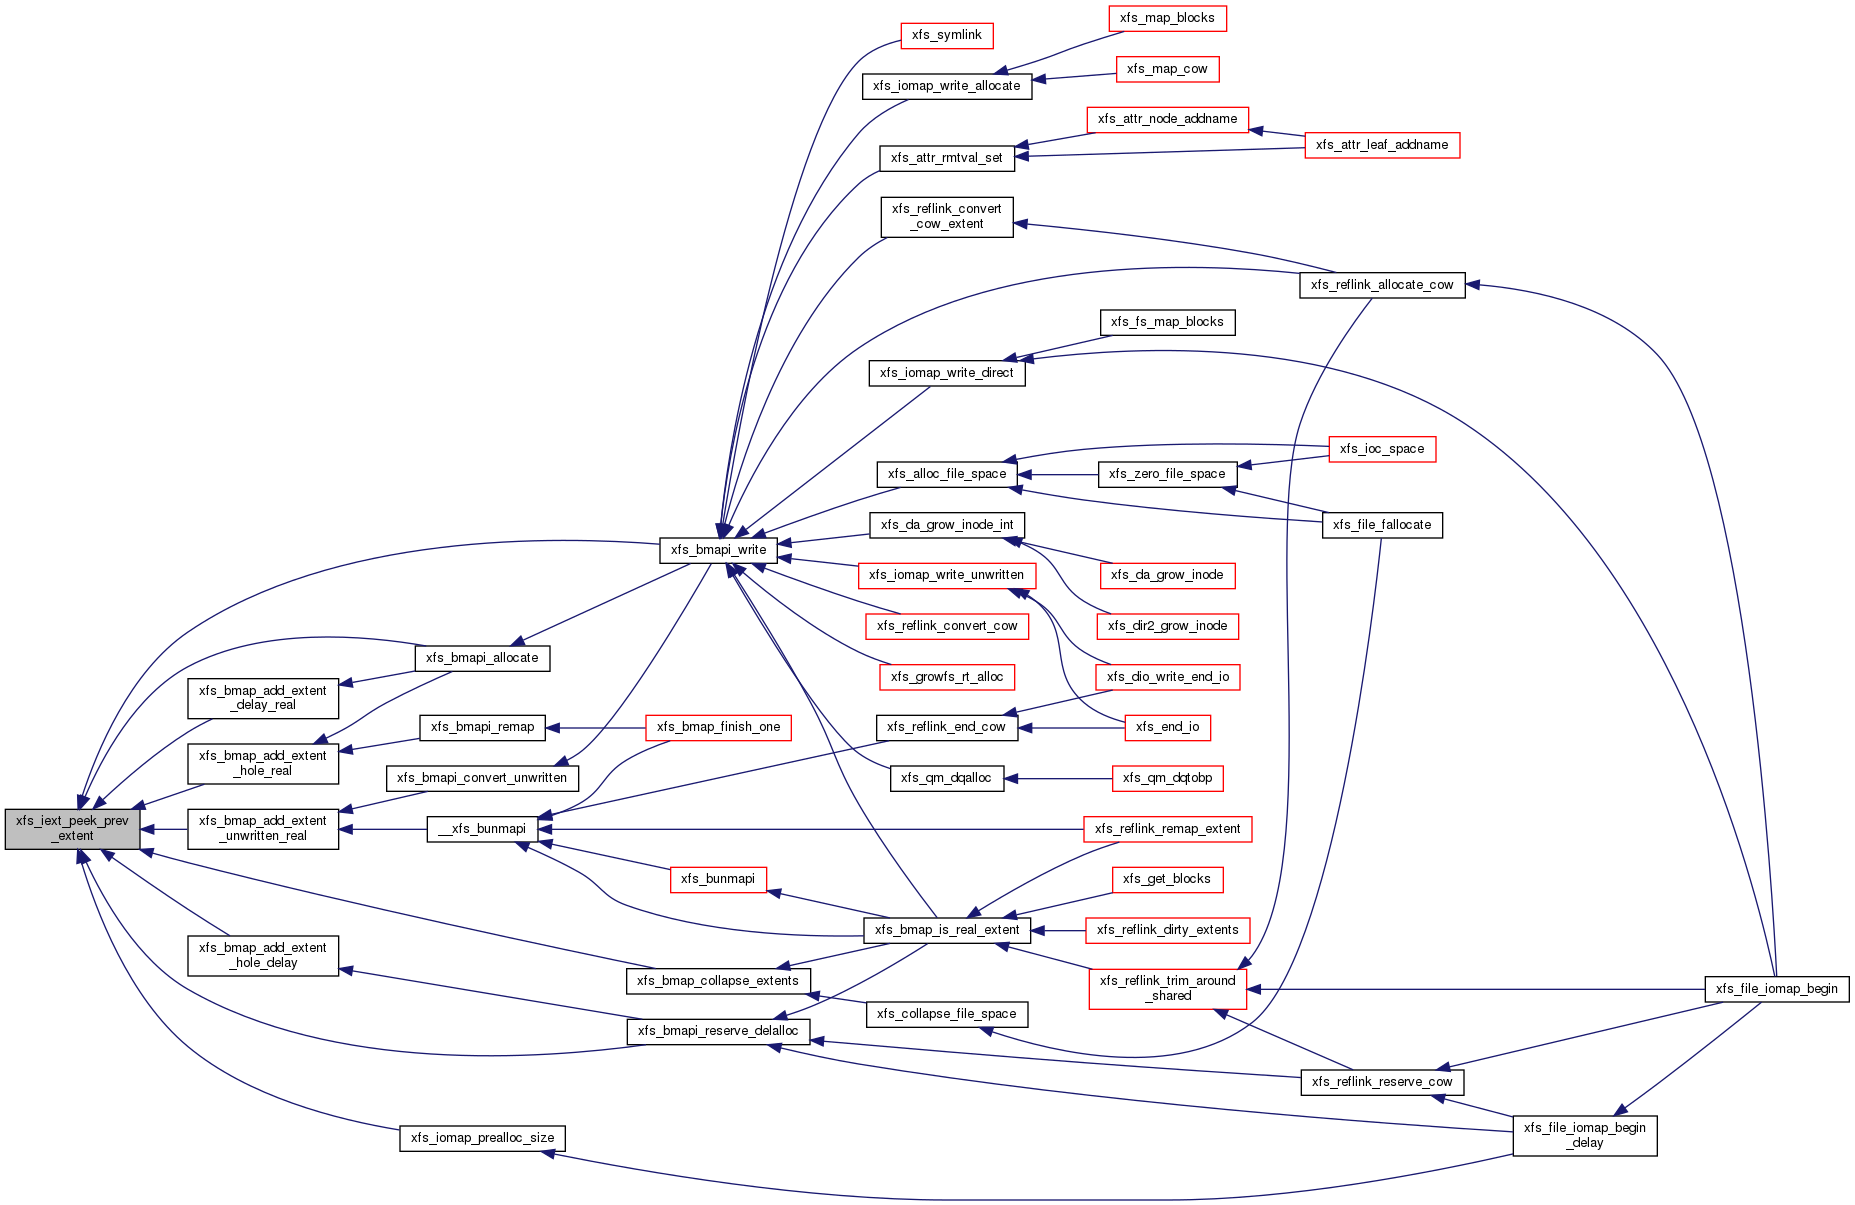 xfs_map_blocks
xfs_symlink
xfs_map_cow
xfs_iomap_write_allocate
xfs_attr_node_addname
xfs_attr_leaf_addname
xfs_attr_rmtval_set
xfs_reflink_convert
_cow_extent
xfs_reflink_allocate_cow
xfs_fs_map_blocks
xfs_iomap_write_direct
xfs_ioc_space
xfs_alloc_file_space
xfs_zero_file_space
xfs_da_grow_inode_int
xfs_file_fallocate
xfs_bmapi_write
xfs_iomap_write_unwritten
xfs_da_grow_inode
xfs_reflink_convert_cow
xfs_dir2_grow_inode
xfs_bmapi_allocate
xfs_growfs_rt_alloc
xfs_dio_write_end_io
xfs_bmap_add_extent
_delay_real
xfs_bmapi_remap
xfs_bmap_finish_one
xfs_reflink_end_cow
xfs_end_io
xfs_bmap_add_extent
_hole_real
xfs_bmapi_convert_unwritten
xfs_qm_dqalloc
xfs_qm_dqtobp
xfs_iext_peek_prev
_extent
xfs_bmap_add_extent
_unwritten_real
__xfs_bunmapi
xfs_reflink_remap_extent
xfs_bunmapi
xfs_get_blocks
xfs_bmap_is_real_extent
xfs_reflink_dirty_extents
xfs_bmap_add_extent
_hole_delay
xfs_bmap_collapse_extents
xfs_reflink_trim_around
_shared
xfs_file_iomap_begin
xfs_collapse_file_space
xfs_bmapi_reserve_delalloc
xfs_reflink_reserve_cow
xfs_iomap_prealloc_size
xfs_file_iomap_begin
_delay